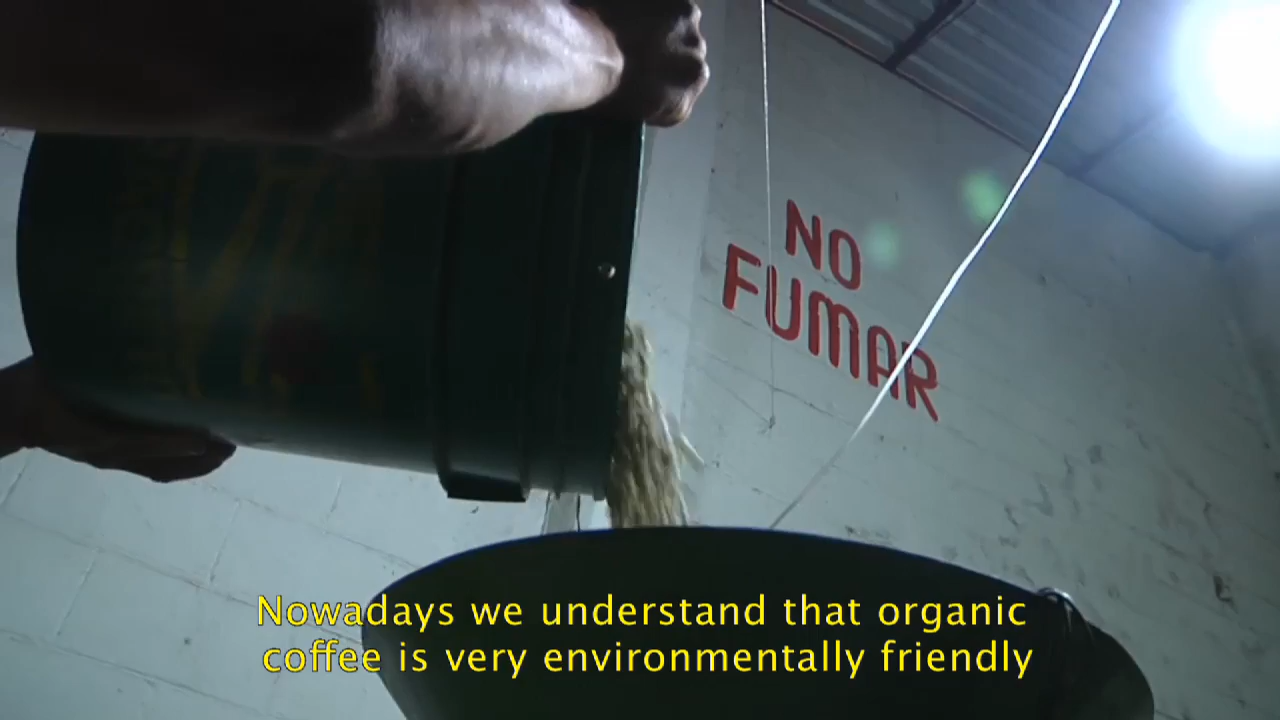 NO
FUMAR
Nowadays we understand that organic
coffee is very environmentally friendly